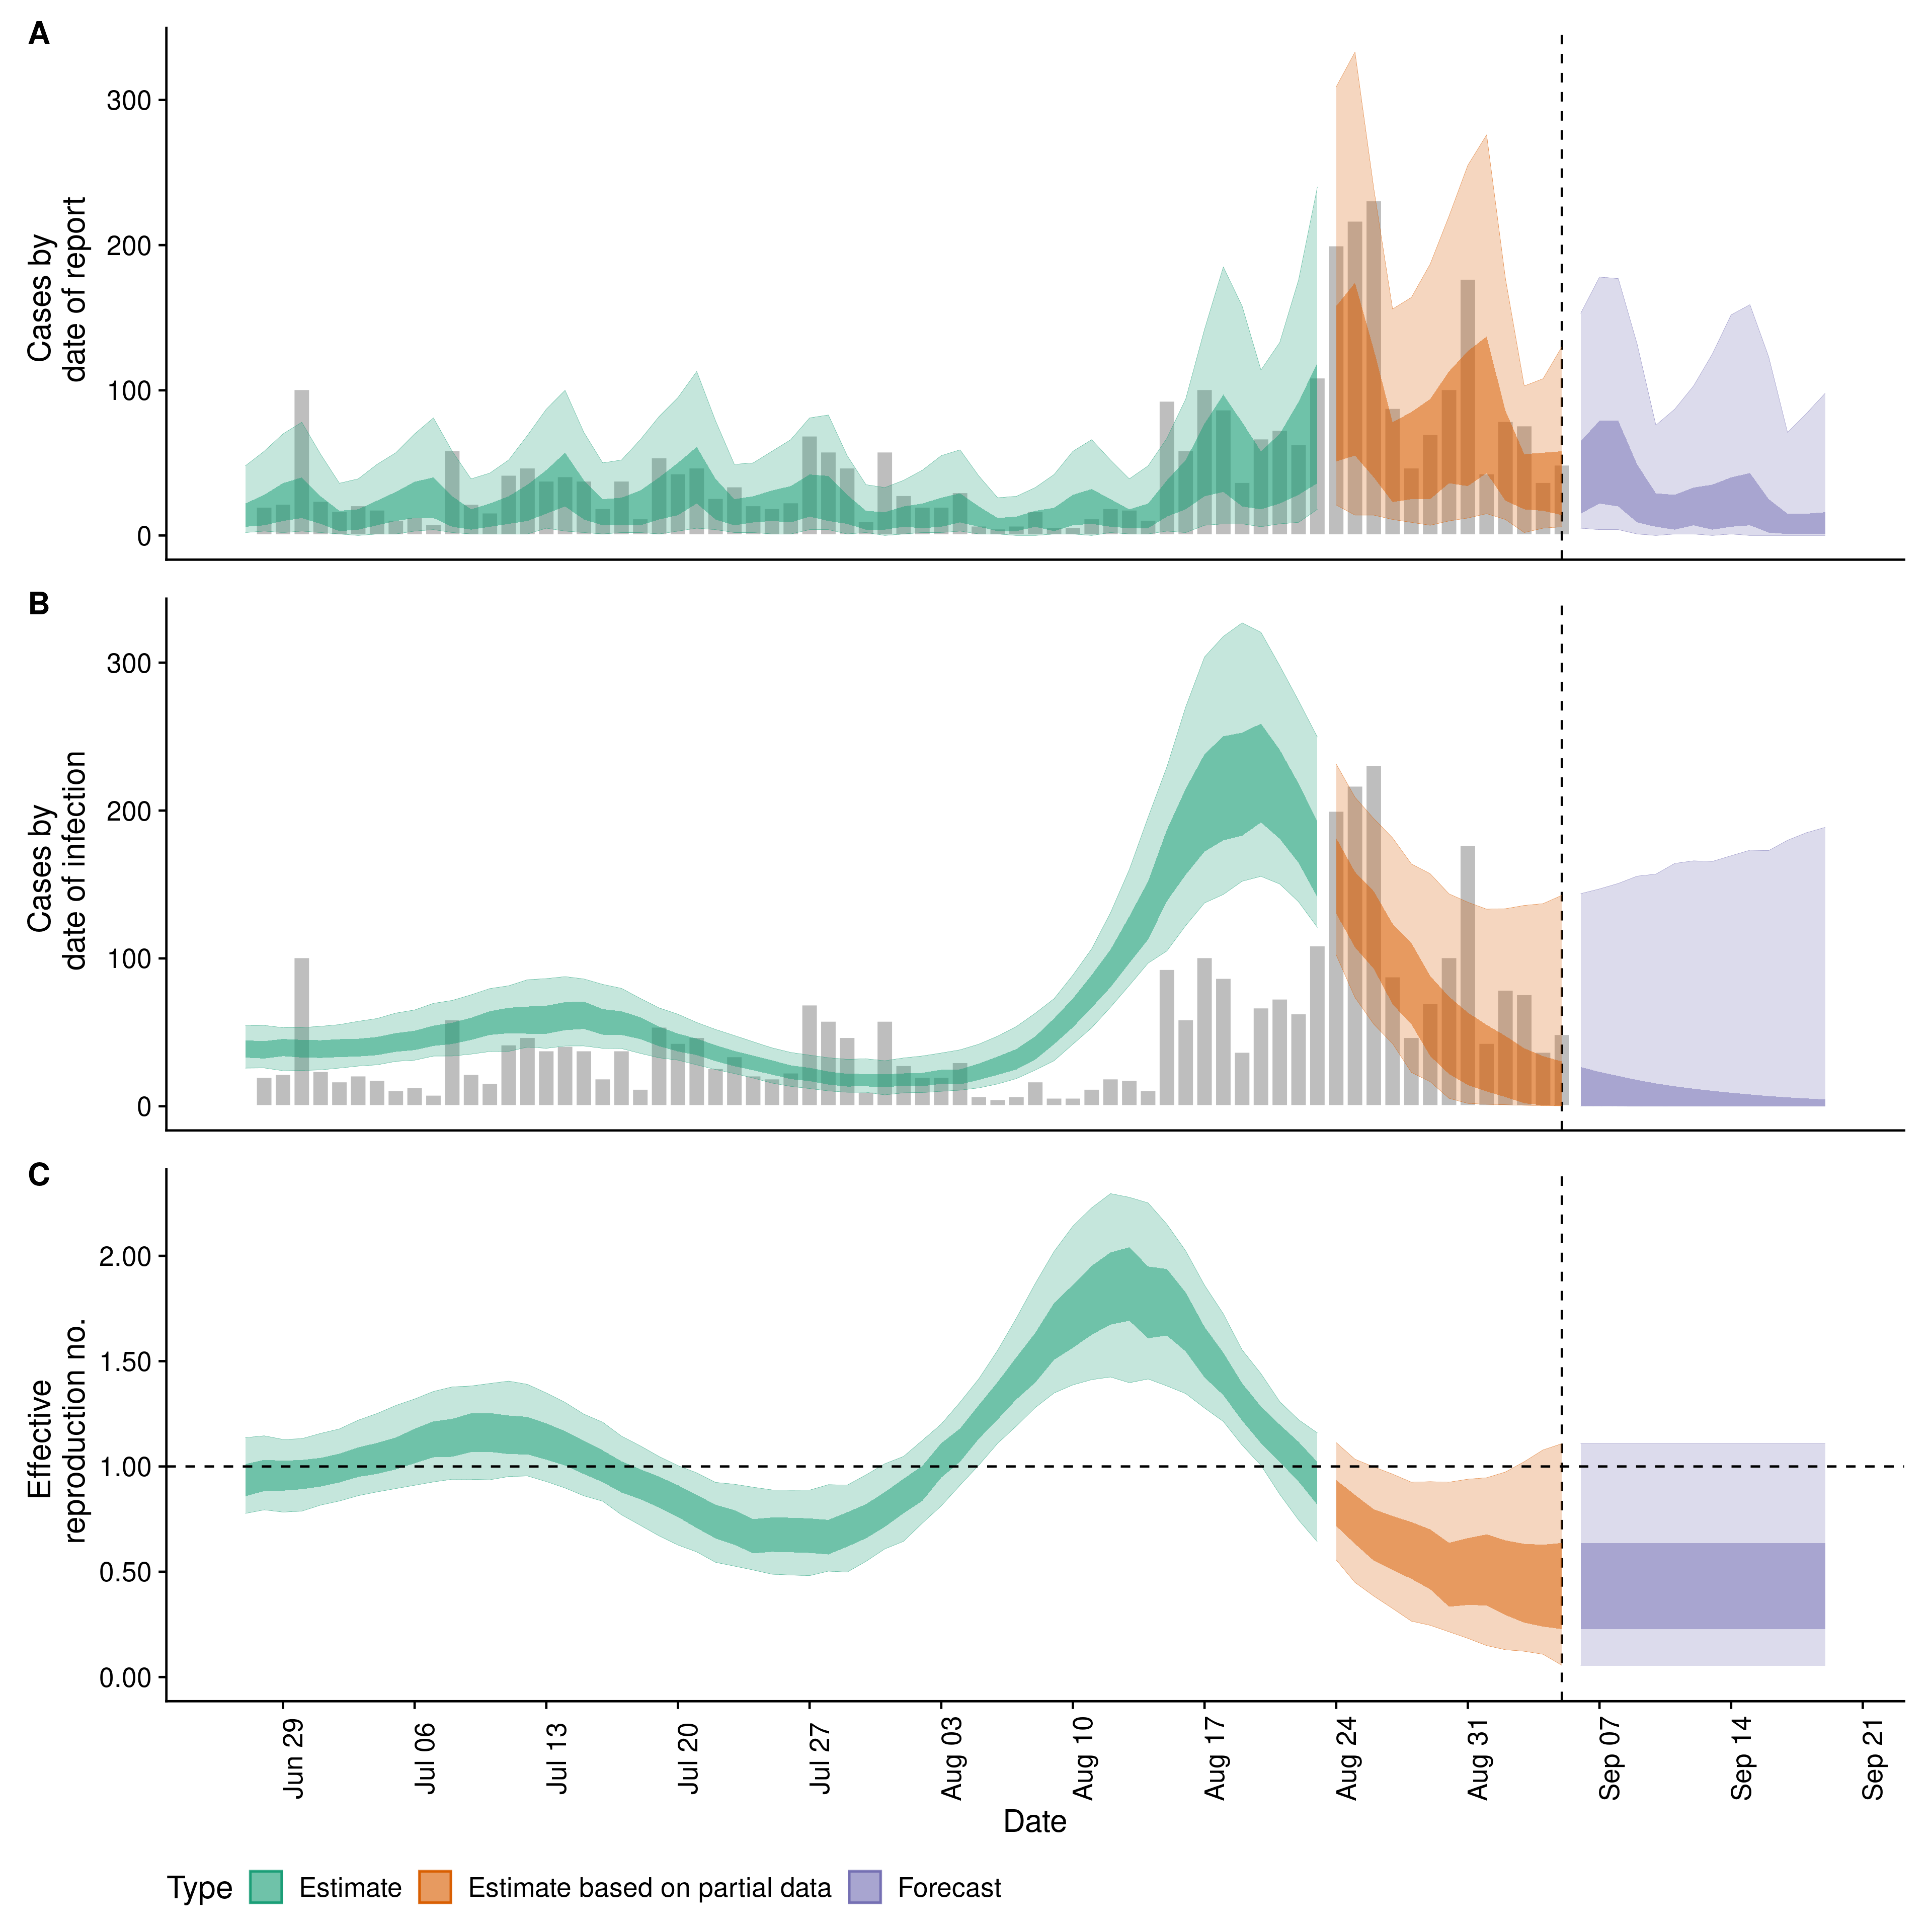 A
Cases by
date of report
300
200
100
0
B
Cases by
date of infection
300
200
100
0
C
Effective
reproduction no.
2.00
1.50
1.00
0.50
0.00
Jun 29
Jul 06
Jul 13
Jul 20
Jul 27
Aug 03
Aug 10
Aug 17
Aug 24
Aug 31
Sep 07
Sep 14
Sep 21
Date
Type Estimate Estimate based on partial data Forecast